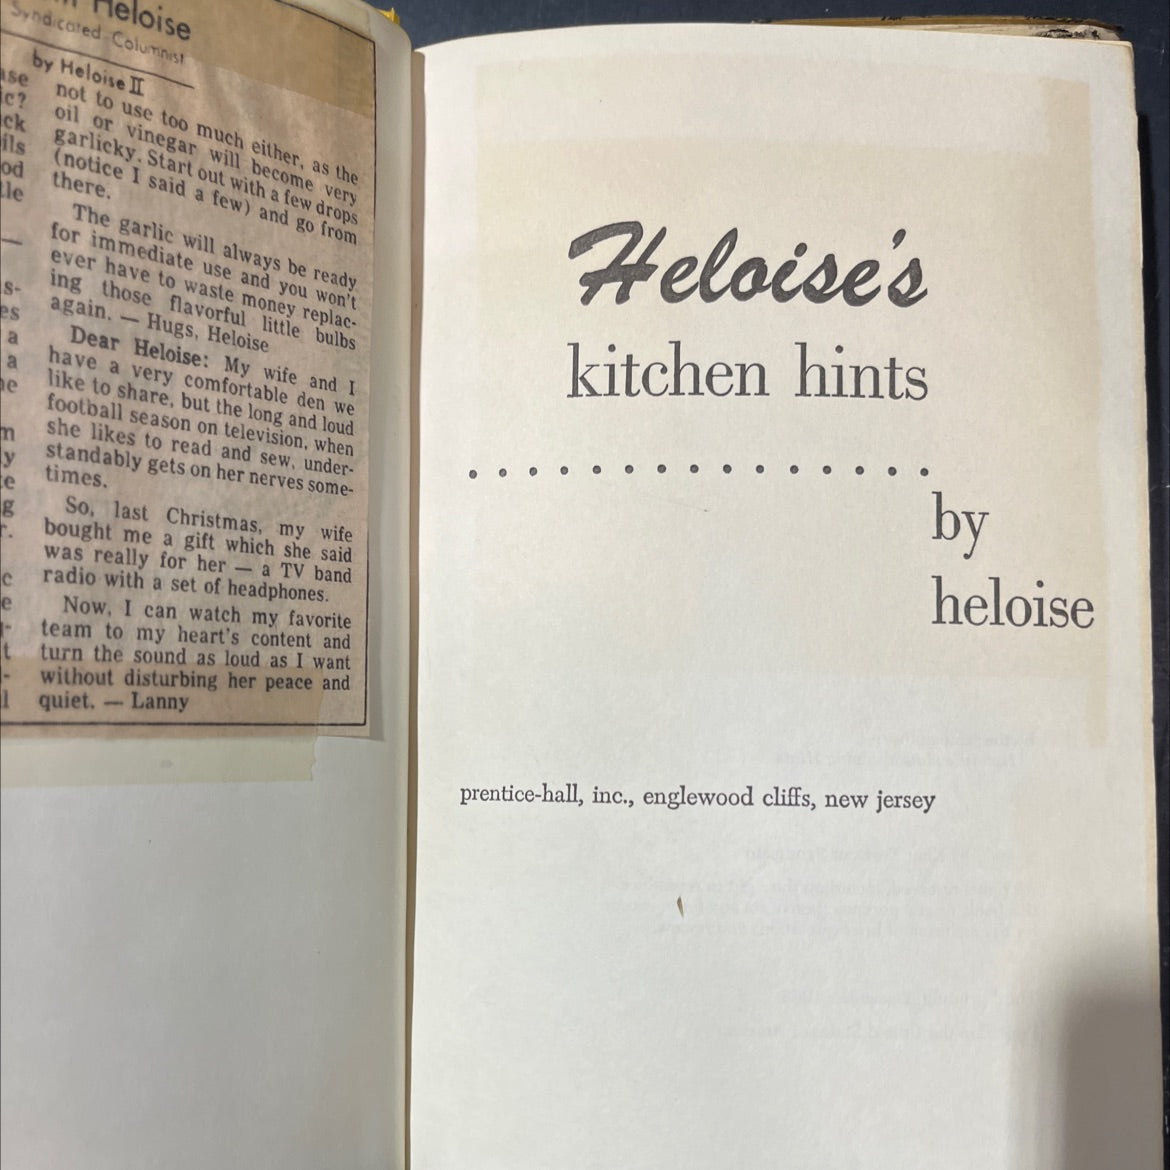 Heloise
Syndicated Columnist
by Heloise II
not to use too much either, as the
oil or vinegar will become very
garlicky. Start out with a few drops
(notice I said a few) and go from
there.
The garlic will always be ready
for immediate use and you won't
ever have to waste money replac-
ing those flavorful little bulbs
again. — Hugs, Heloise
Dear Heloise: My wife and I
have a very comfortable den we
like to share, but the long and loud
football season on television, when
she likes to read and sew, under-
standably gets on her nerves some-
times.
So, last Christmas, my wife
bought me a gift which she said
was really for her — a TV band
radio with a set of headphones.
Now, I can watch my favorite
team to my heart's content and
turn the sound as loud as I want
without disturbing her peace and
quiet. — Lanny
Heloise's
kitchen hints
by
heloise
prentice-hall, inc., englewood cliffs, new jersey